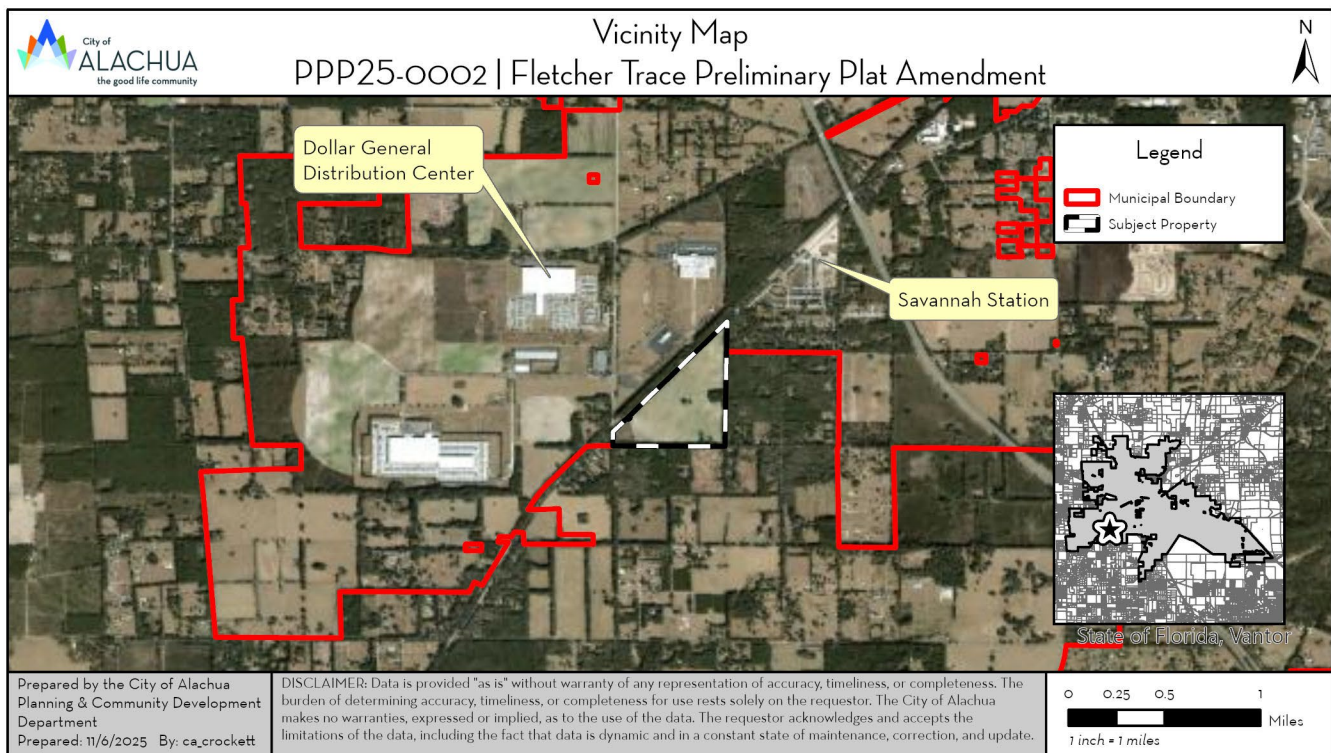 City of
ALACHUA
the good life community
Vicinity Map
PPP25-0002 | Fletcher Trace Preliminary Plat Amendment
N
Dollar General
Distribution Center
Savannah Station
Legend
Municipal Boundary
Subject Property
State of Florida, Vantor
Prepared by the City of Alachua
Planning & Community Development
Department
Prepared: 11/6/2025 By: ca_crockett
DISCLAIMER: Data is provided "as is" without warranty of any representation of accuracy, timeliness, or completeness. The
burden of determining accuracy, timeliness, or completeness for use rests solely on the requestor. The City of Alachua
makes no warranties, expressed or implied, as to the use of the data. The requestor acknowledges and accepts the
limitations of the data, including the fact that data is dynamic and in a constant state of maintenance, correction, and update.
0 0.25 0.5 1
Miles
1 inch = 1 miles